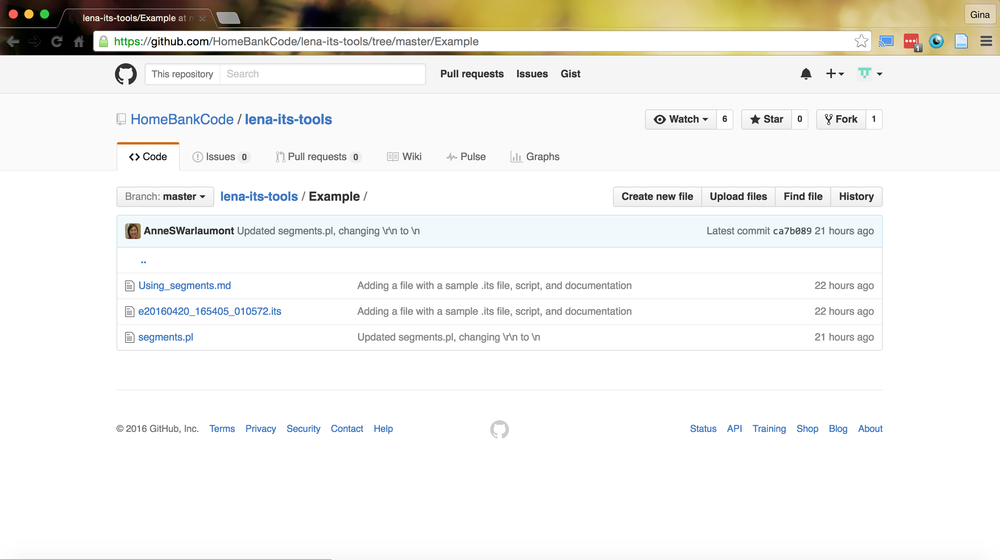 lena-its-tools/Example at m
Gina
https://github.com/HomeBankCode/lena-its-tools/tree/master/Example
1
This repository Search Pull requests Issues Gist
HomeBankCode / lena-its-tools Watch 6 Star 0 Fork 1
Code Issues 0 Pull requests 0 Wiki Pulse Graphs
Branch: master lena-its-tools / Example / Create new file Upload files Find file History
AnneSWarlaumont Updated segments.pl, changing \r\n to \n Latest commit ca7b089 21 hours ago
..
Using_segments.md Adding a file with a sample .its file, script, and documentation 22 hours ago
e20160420_165405_010572.its Adding a file with a sample .its file, script, and documentation 22 hours ago
segments.pl Updated segments.pl, changing \r\n to \n 21 hours ago
© 2016 GitHub, Inc. Terms Privacy Security Contact Help Status API Training Shop Blog About